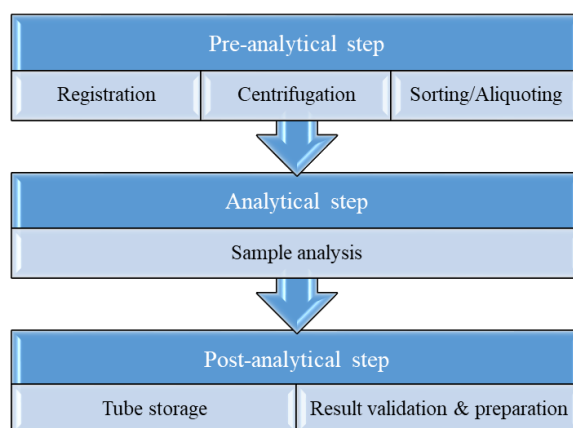 Pre-analytical step
Registration
Centrifugation
Sorting/Aliquoting
Analytical step
Sample analysis
Post-analytical step
Tube storage
Result validation & preparation